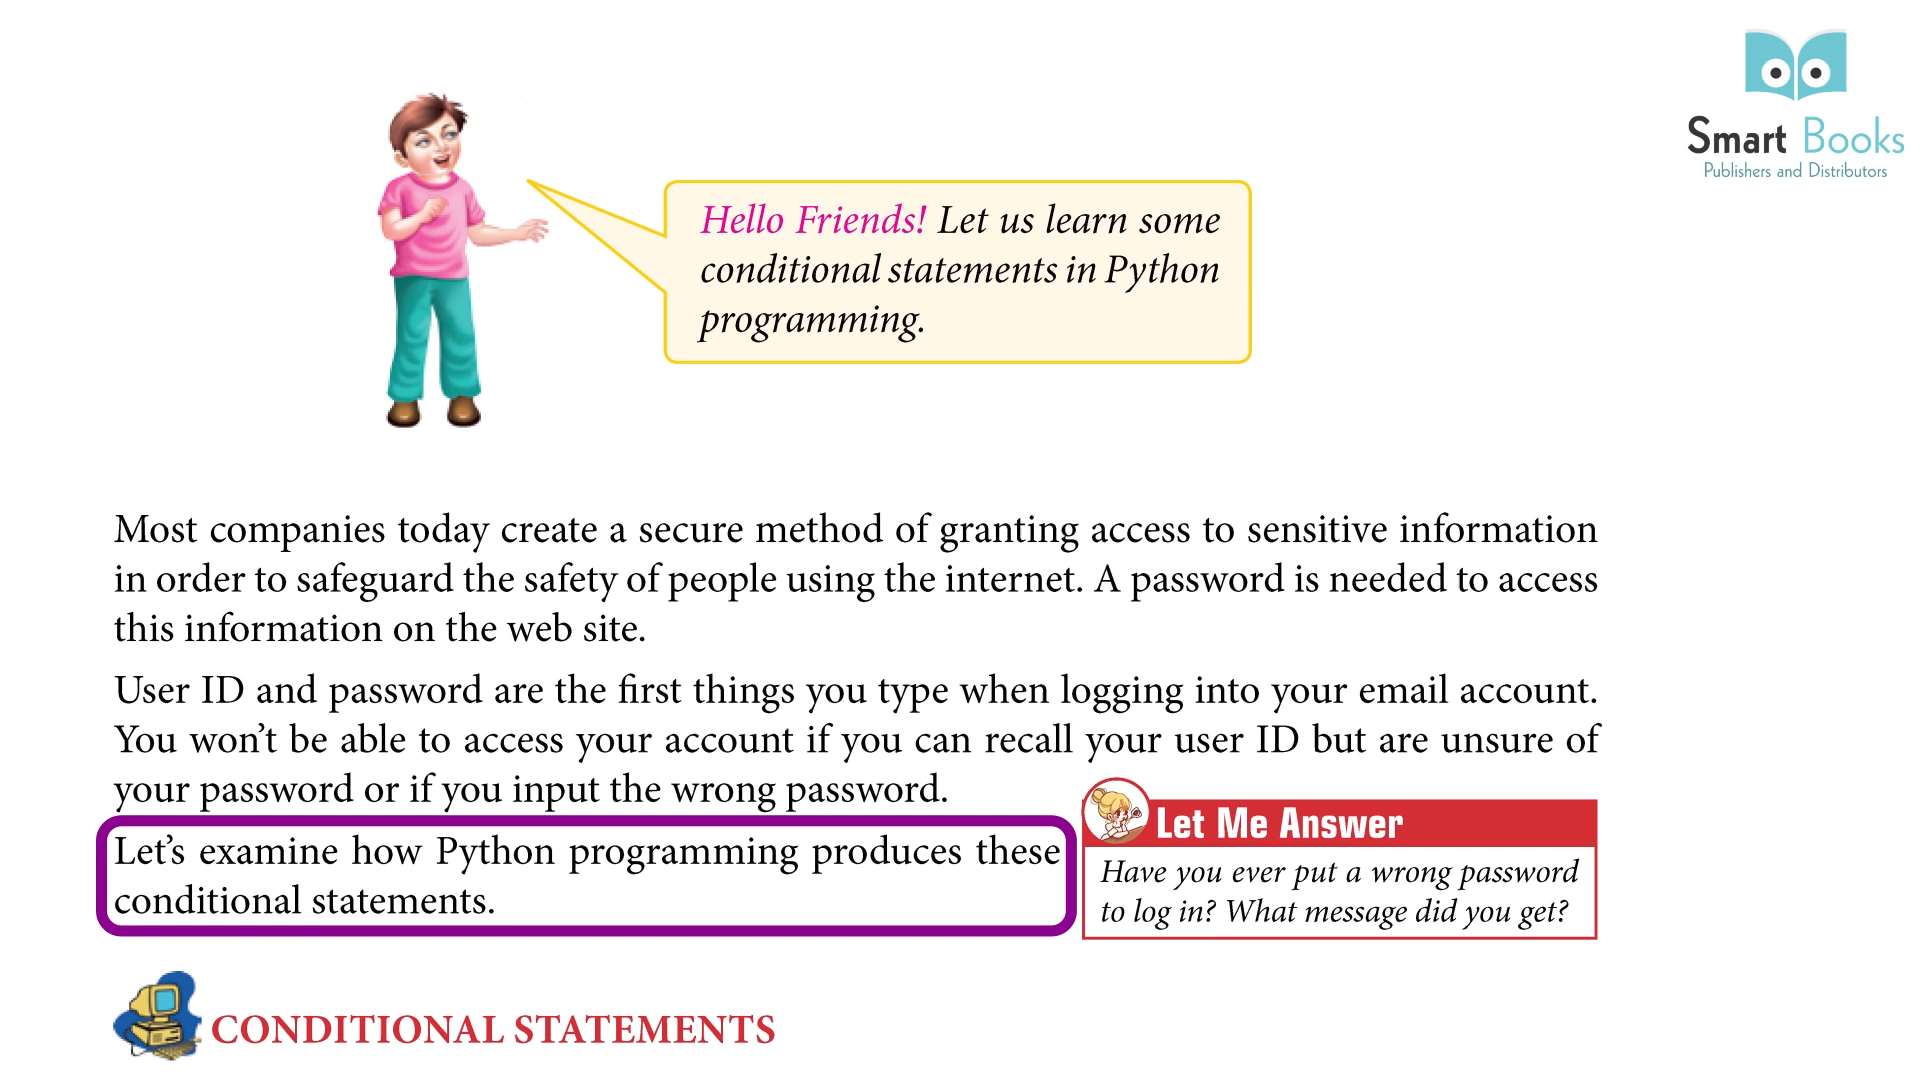 Smart Books
Publishers and Distributors
Hello Friends! Let us learn some
conditional statements in Python
programming.
Most companies today create a secure method of granting access to sensitive information
in order to safeguard the safety of people using the internet. A password is needed to access
this information on the web site.
User ID and password are the first things you type when logging into your email account.
You won’t be able to access your account if you can recall your user ID but are unsure of
your password or if you input the wrong password.
Let’s examine how Python programming produces these
conditional statements.
Let Me Answer
Have you ever put a wrong password
to log in? What message did you get?
CONDITIONAL STATEMENTS